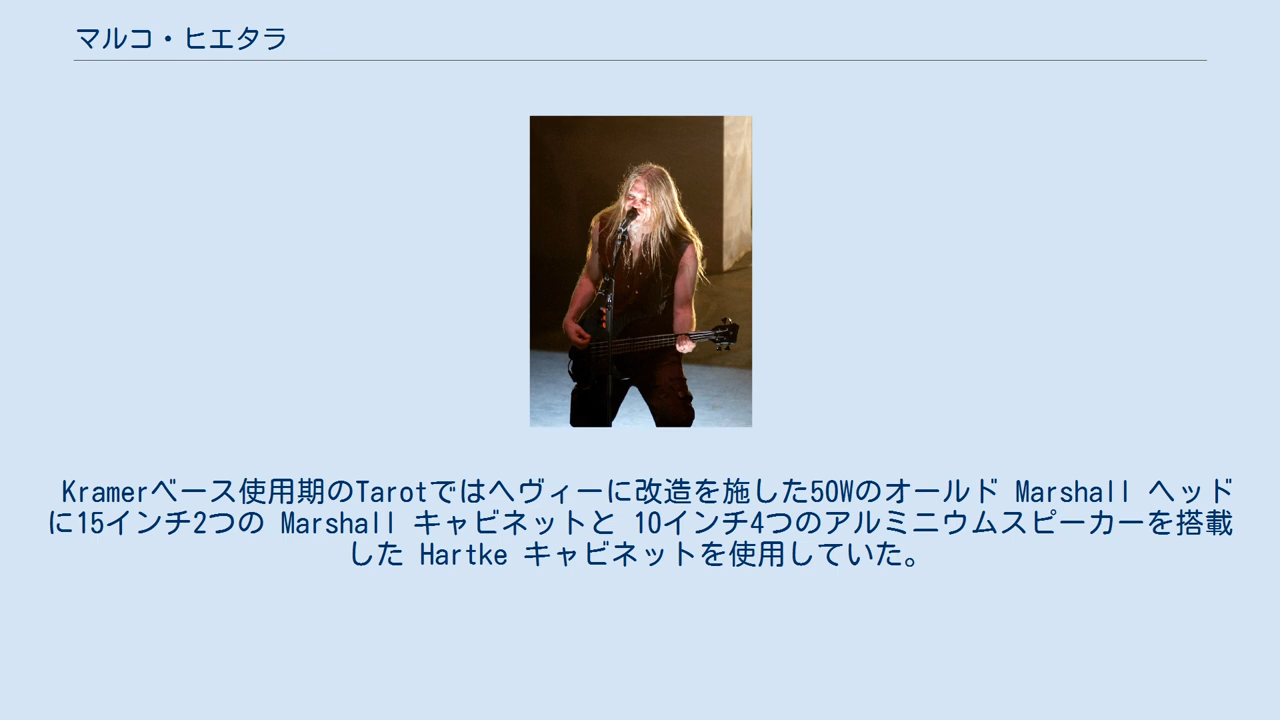 マルコ・ヒエタラ
Kramerベース使用期のTarotではヘヴィーに改造を施した50Wのオールド Marshall ヘッド
に15インチ2つの Marshall キャビネットと 10インチ4つのアルミニウムスピーカーを搭載
した Hartke キャビネットを使用していた。